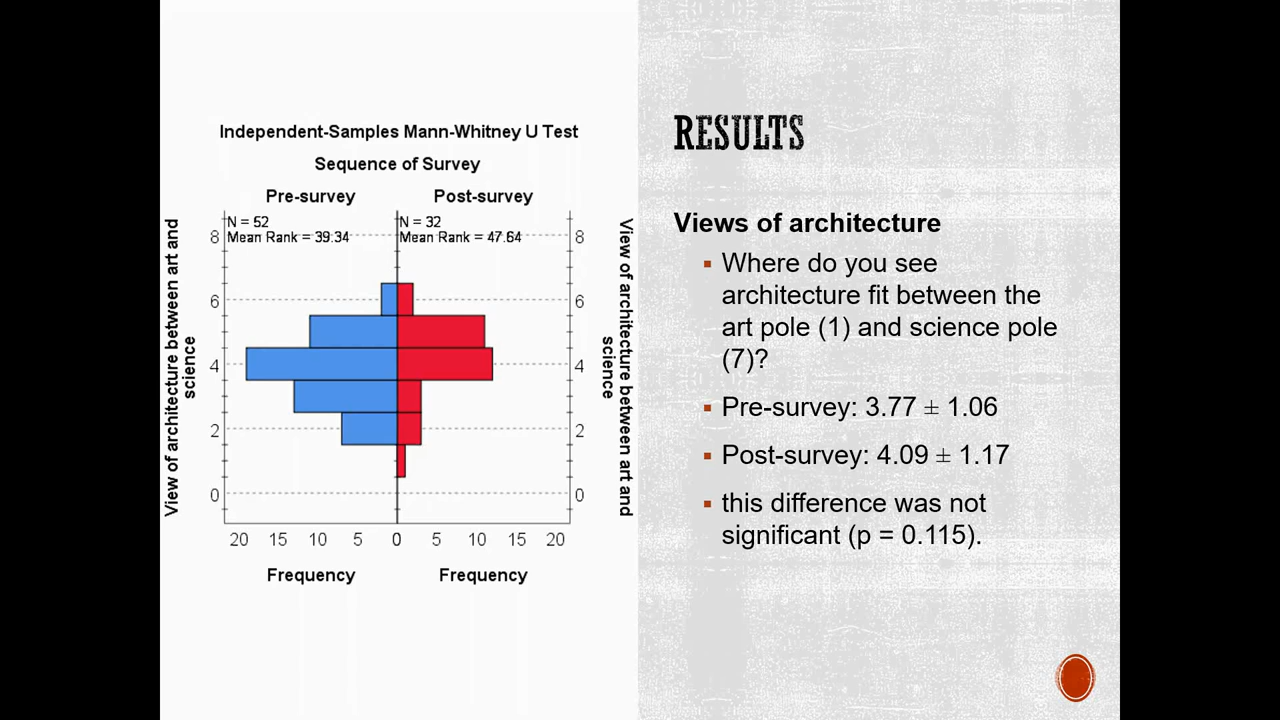 Independent-Samples Mann-Whitney U Test
Sequence of Survey
Pre-survey
Post-survey
N = 52
Mean Rank = 39.34
N = 32
Mean Rank = 47.64
View of architecture between art and
science
8
6
4
2
0
8
6
4
2
0
View of architecture between art and
science
20 15 10 5 0 5 10 15 20
Frequency
Frequency
RESULTS
Views of architecture
▪ Where do you see
architecture fit between the
art pole (1) and science pole
(7)?
▪ Pre-survey: 3.77 ± 1.06
▪ Post-survey: 4.09 ± 1.17
▪ this difference was not
significant (p = 0.115).